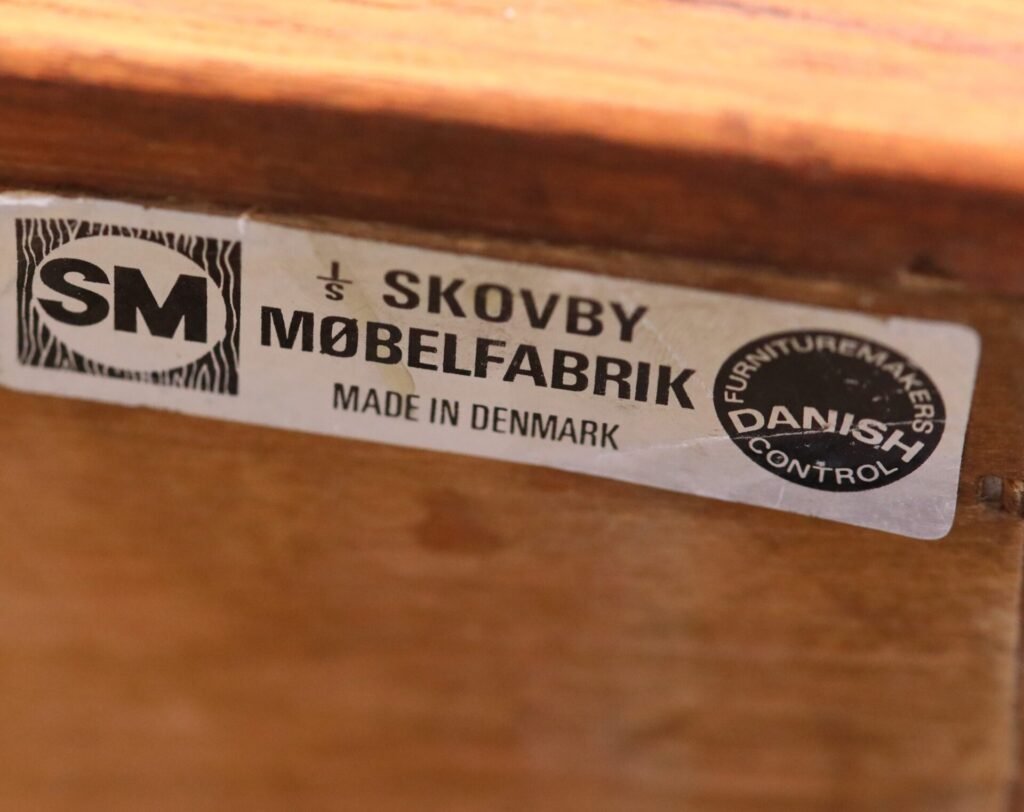 SM
I/S SKOVBY
MØBELFABRIK
MADE IN DENMARK
FURNITUREMAKERS
DANISH
CONTROL